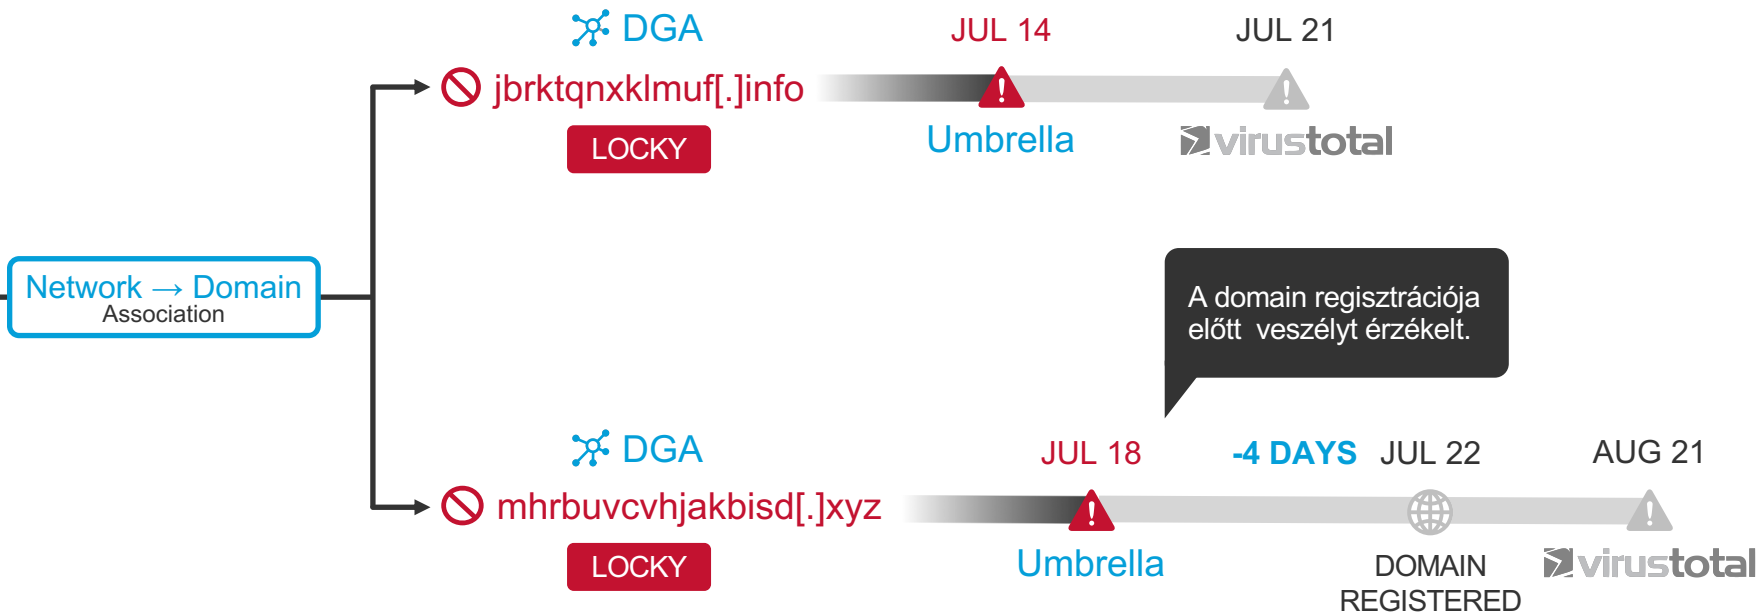 DGA
JUL 14
JUL 21
jbrktqnxklmuf[.]info
LOCKY
Umbrella
virustotal
Network → Domain
Association
A domain regisztrációja
előtt veszélyt érzékelt.
DGA
JUL 18
-4 DAYS
JUL 22
AUG 21
mhrbuvcvhjakbisd[.]xyz
LOCKY
Umbrella
DOMAIN
REGISTERED
virustotal